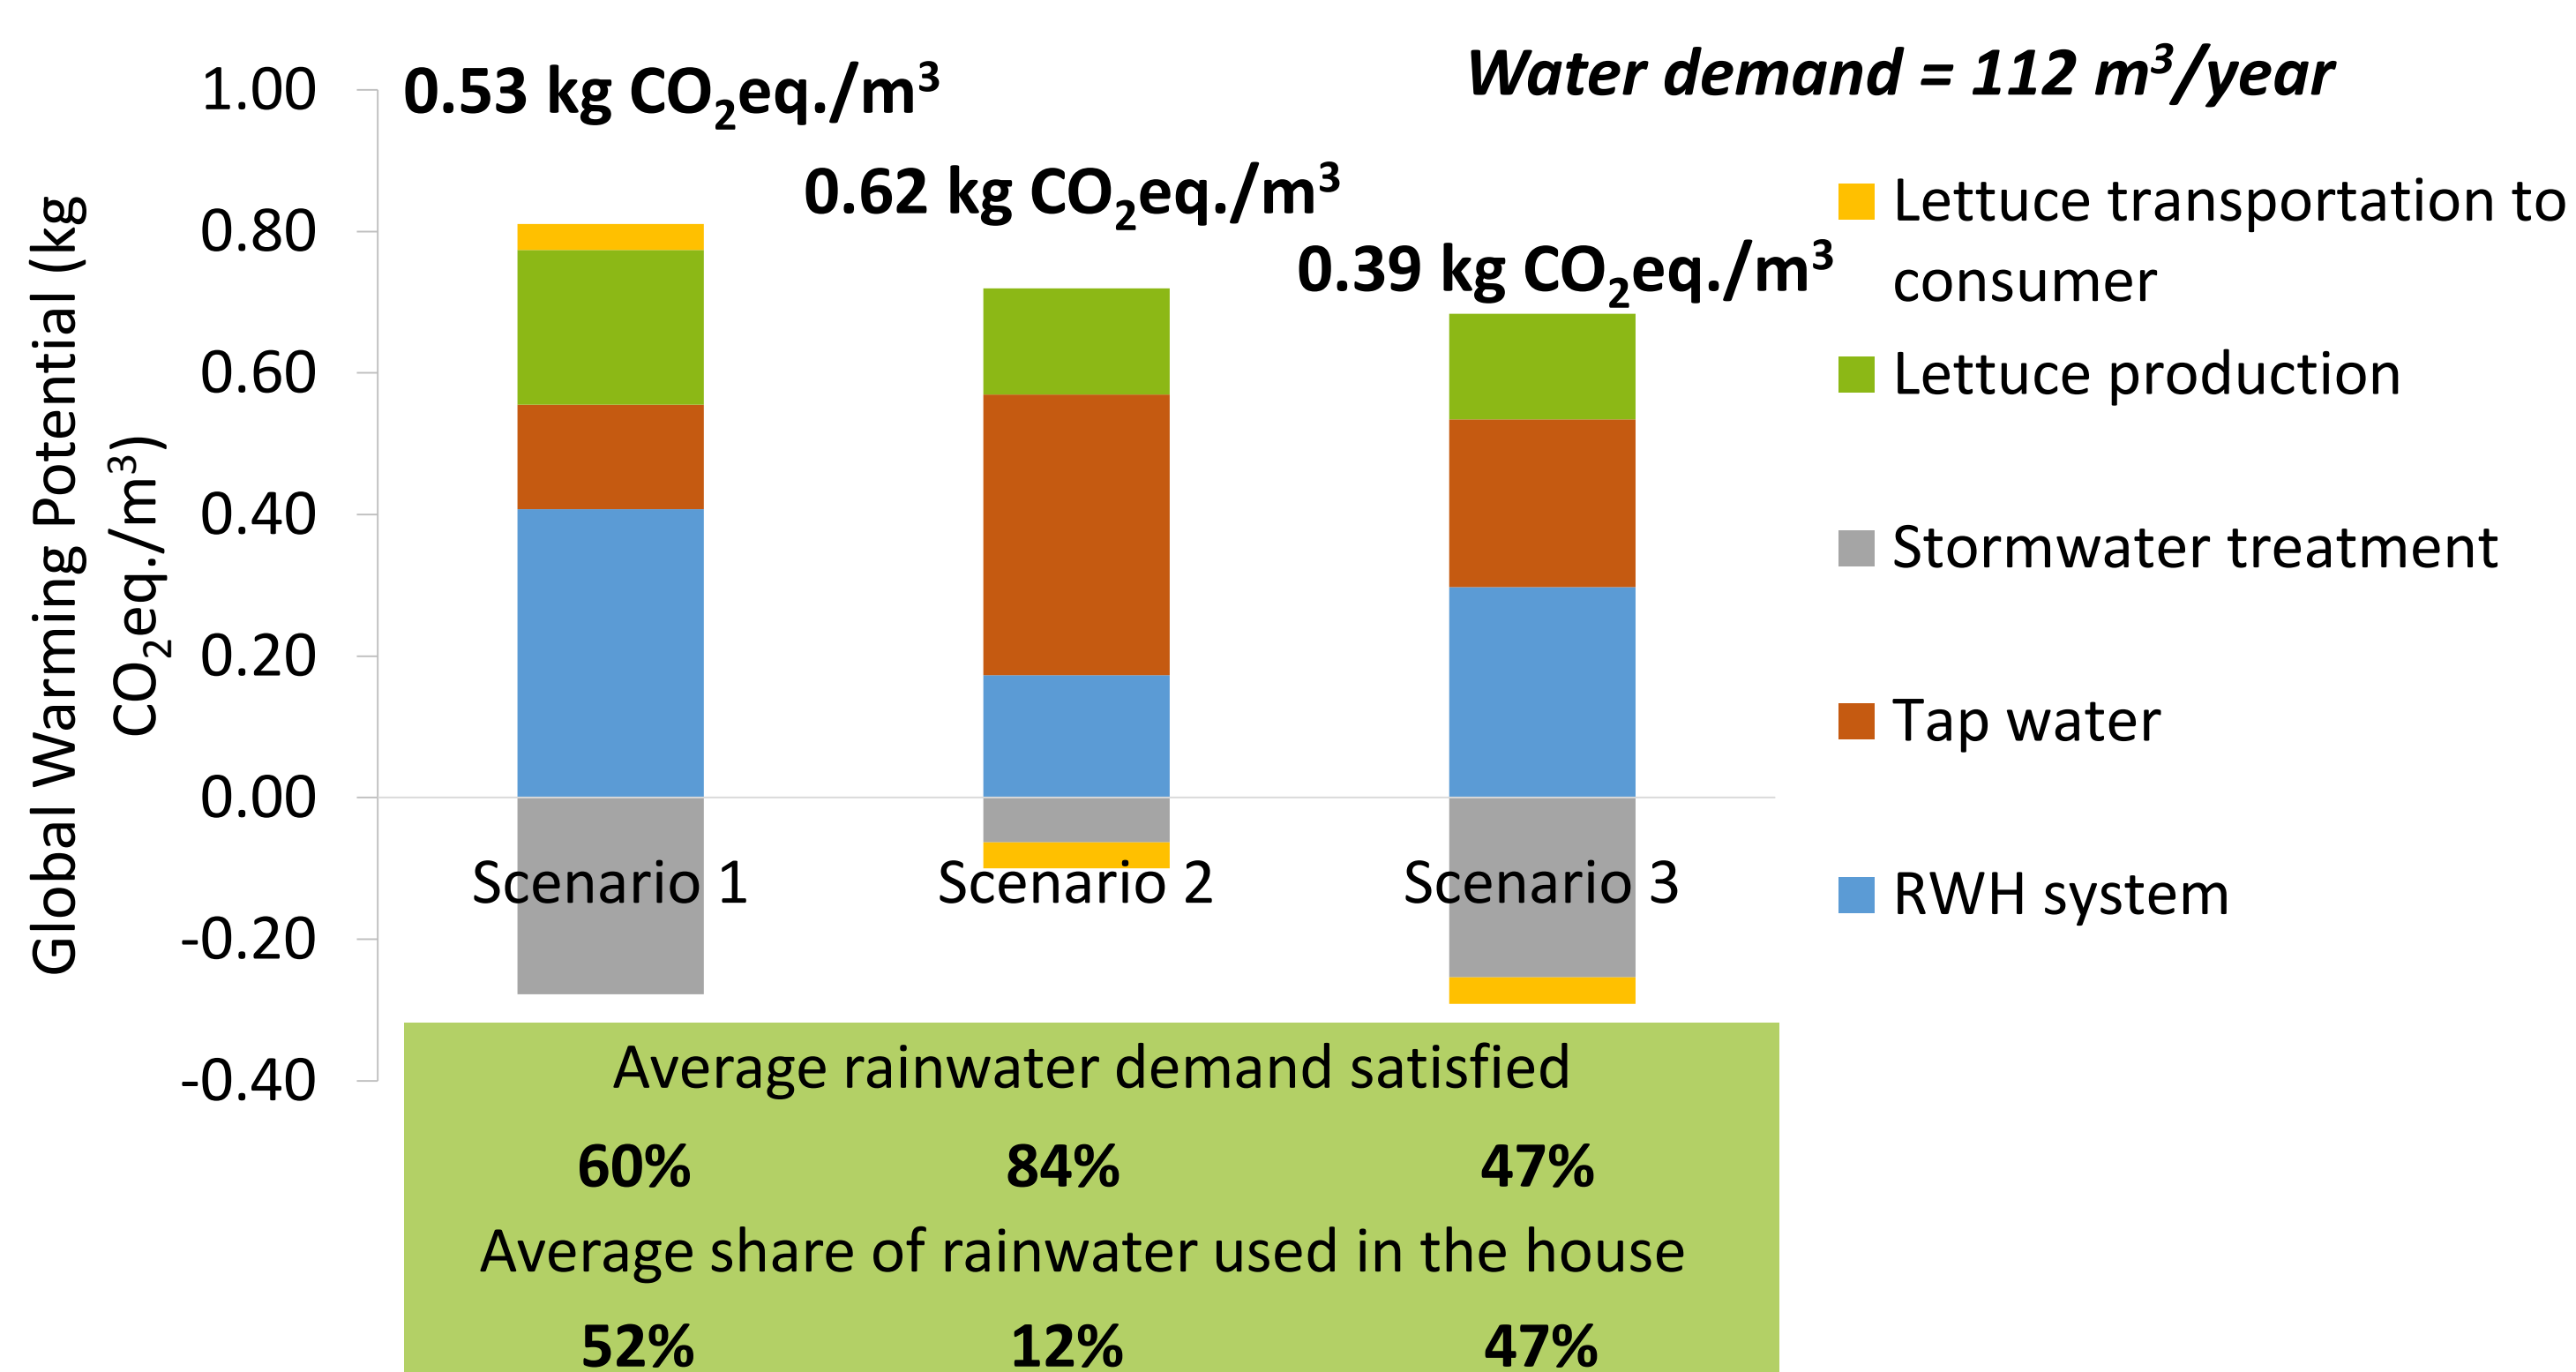 Water demand = 112 m³/year
0.53 kg CO₂eq./m³
0.62 kg CO₂eq./m³
0.39 kg CO₂eq./m³
Global Warming Potential (kg
CO₂eq./m³)
1.00
0.80
0.60
0.40
0.20
0.00
-0.20
-0.40
Scenario 1
Scenario 2
Scenario 3
Lettuce transportation to
consumer
Lettuce production
Stormwater treatment
Tap water
RWH system
Average rainwater demand satisfied
60% 84% 47%
Average share of rainwater used in the house
52% 12% 47%